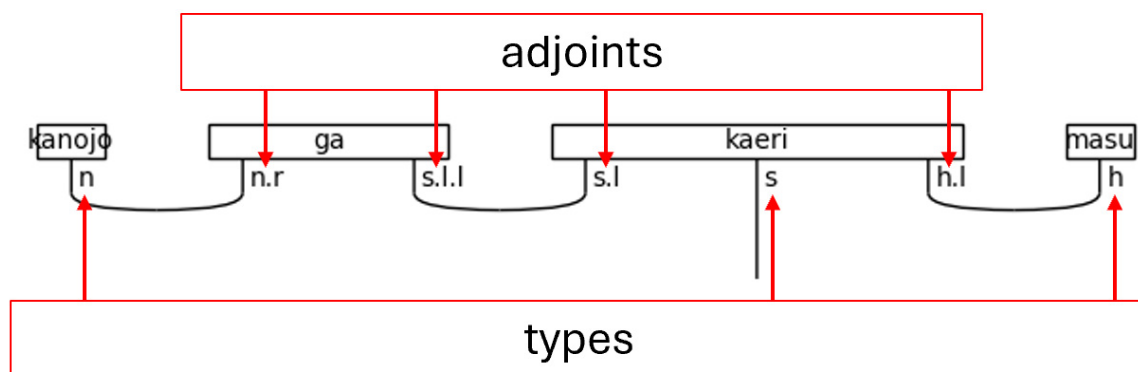 adjoints
kanojo ga kaeri masu
n n.r s.l.l s.l s h.l h
types